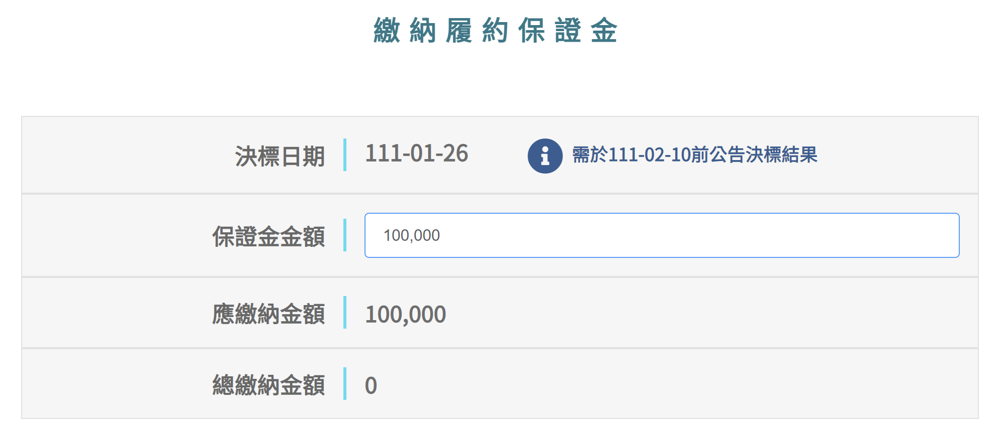 繳納履約保證金
決標日期 111-01-26 需於111-02-10前公告決標結果
保證金金額 100,000
應繳納金額 100,000
總繳納金額 0